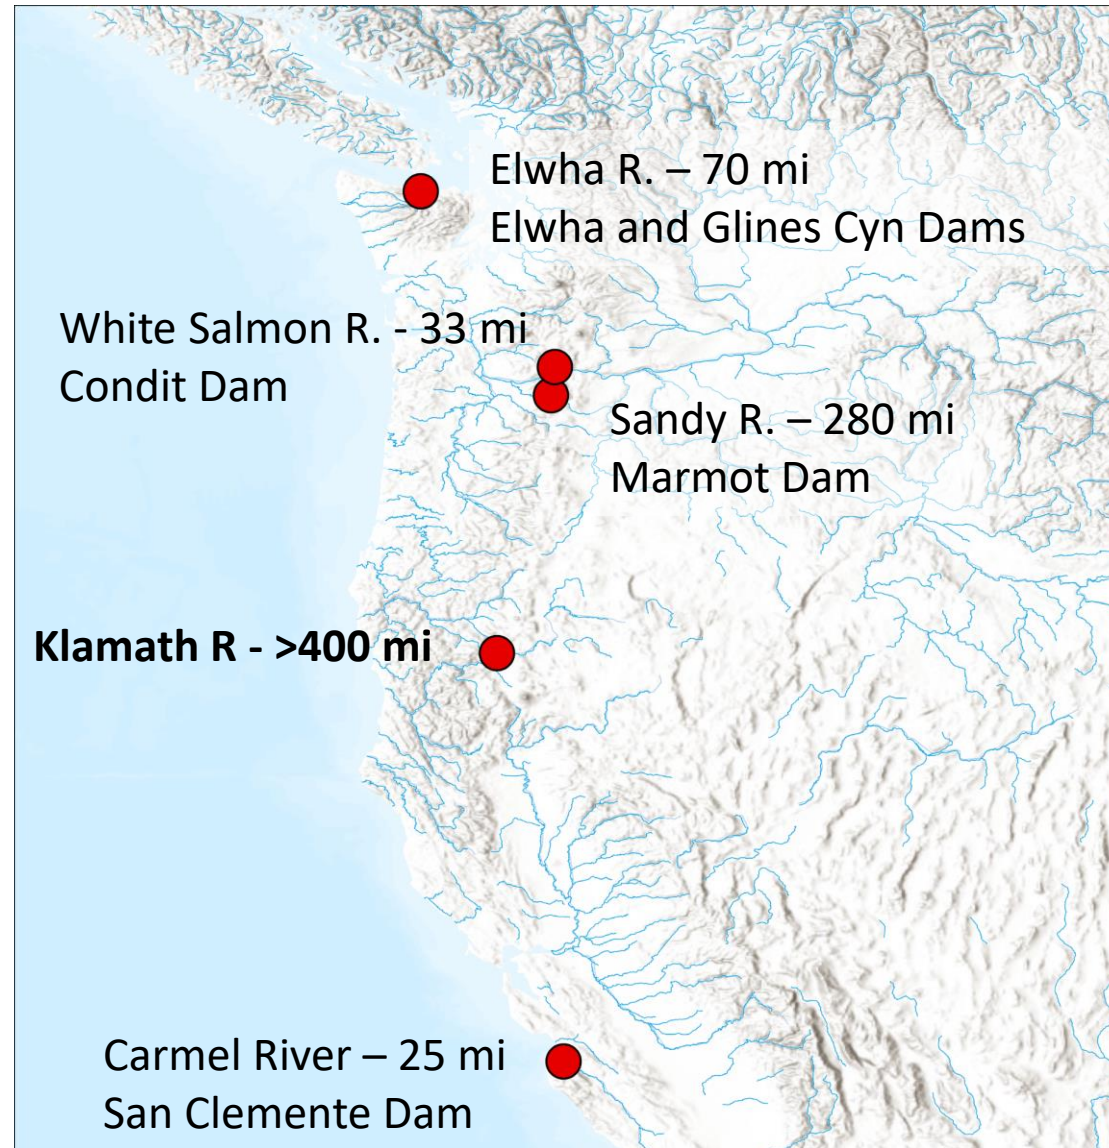 Elwha R. – 70 mi
Elwha and Glines Cyn Dams
White Salmon R. - 33 mi
Condit Dam
Sandy R. – 280 mi
Marmot Dam
Klamath R - >400 mi
Carmel River – 25 mi
San Clemente Dam